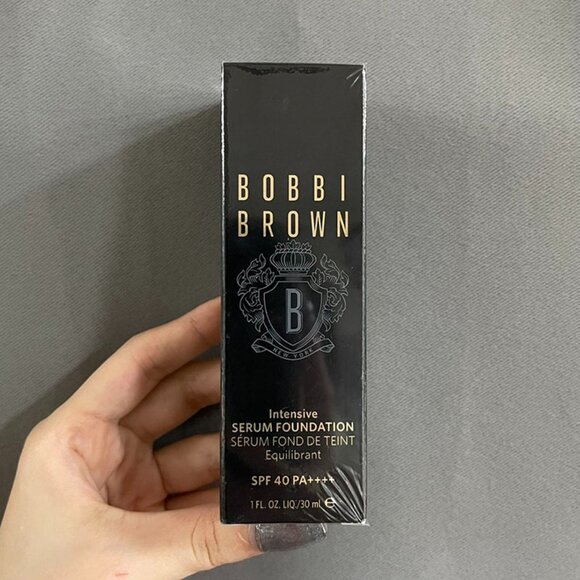 BOBBI
BROWN
B
NEW YORK
Intensive
SERUM FOUNDATION
SÉRUM FOND DE TEINT
Equilibrant
SPF 40 PA++++
1 FL. OZ. LIQ./30 ml e